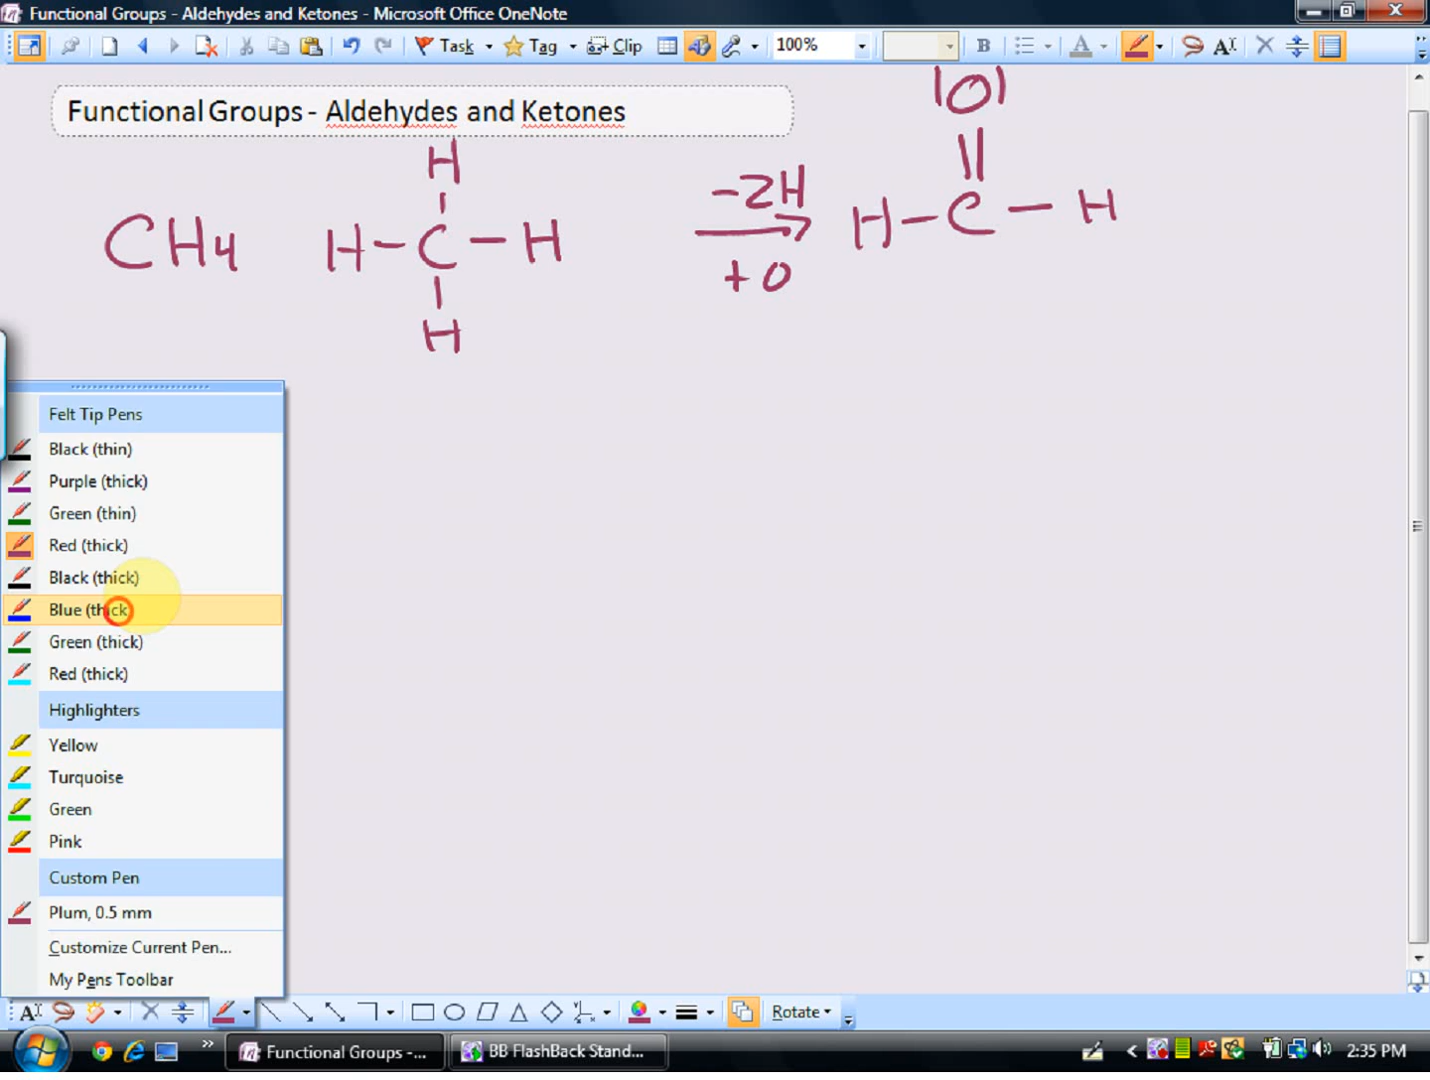 Functional Groups - Aldehydes and Ketones - Microsoft Office OneNote
Task Tag Clip 100% B A A
Functional Groups - Aldehydes and Ketones
|O|
H
-2H
CH4 H-C-H H-C-H
+O
H
Felt Tip Pens
Black (thin)
Purple (thick)
Green (thin)
Red (thick)
Black (thick)
Blue (thick)
Green (thick)
Red (thick)
Highlighters
Yellow
Turquoise
Green
Pink
Custom Pen
Plum, 0.5 mm
Customize Current Pen...
My Pens Toolbar
A Rotate
Functional Groups -... BB FlashBack Stand... 2:35 PM